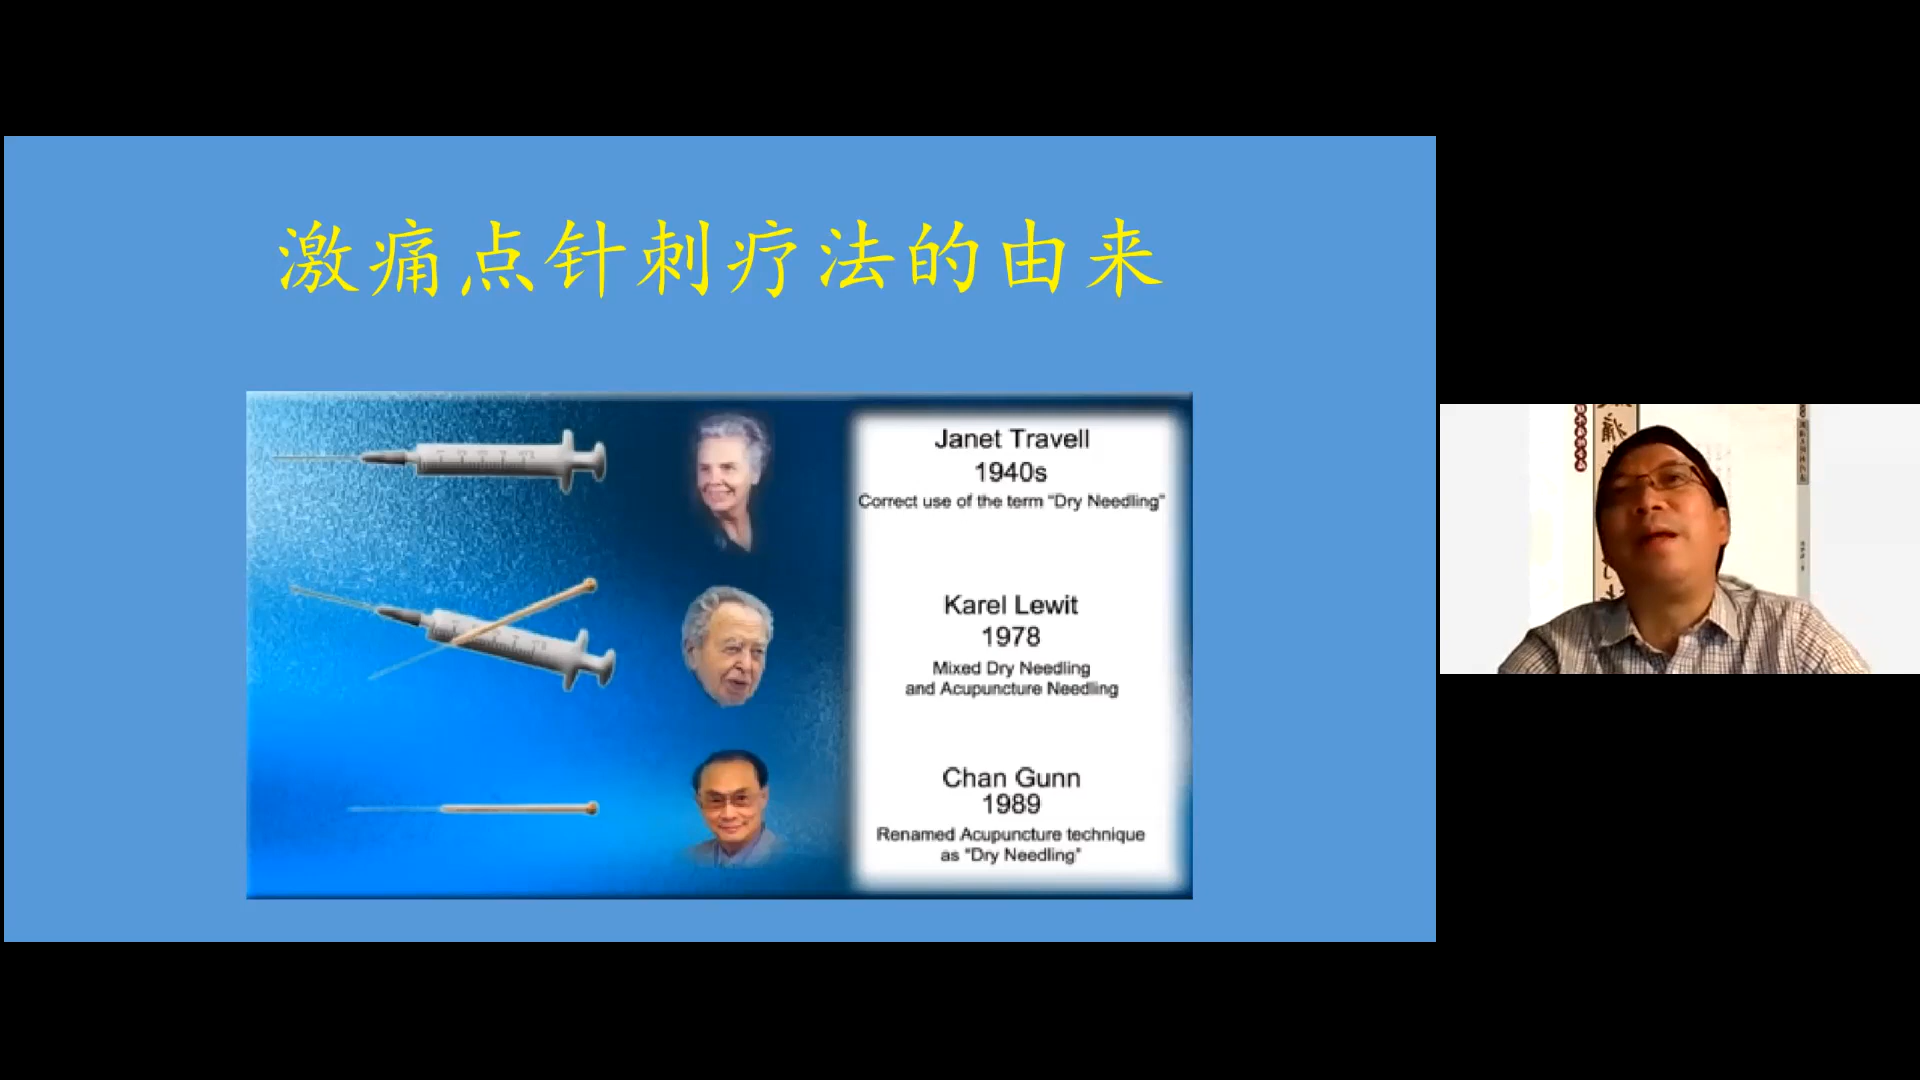 激痛点针刺疗法的由来
Janet Travell
1940s
Correct use of the term "Dry Needling"
Karel Lewit
1978
Mixed Dry Needling
and Acupuncture Needling
Chan Gunn
1989
Renamed Acupuncture technique
as "Dry Needling"
痛